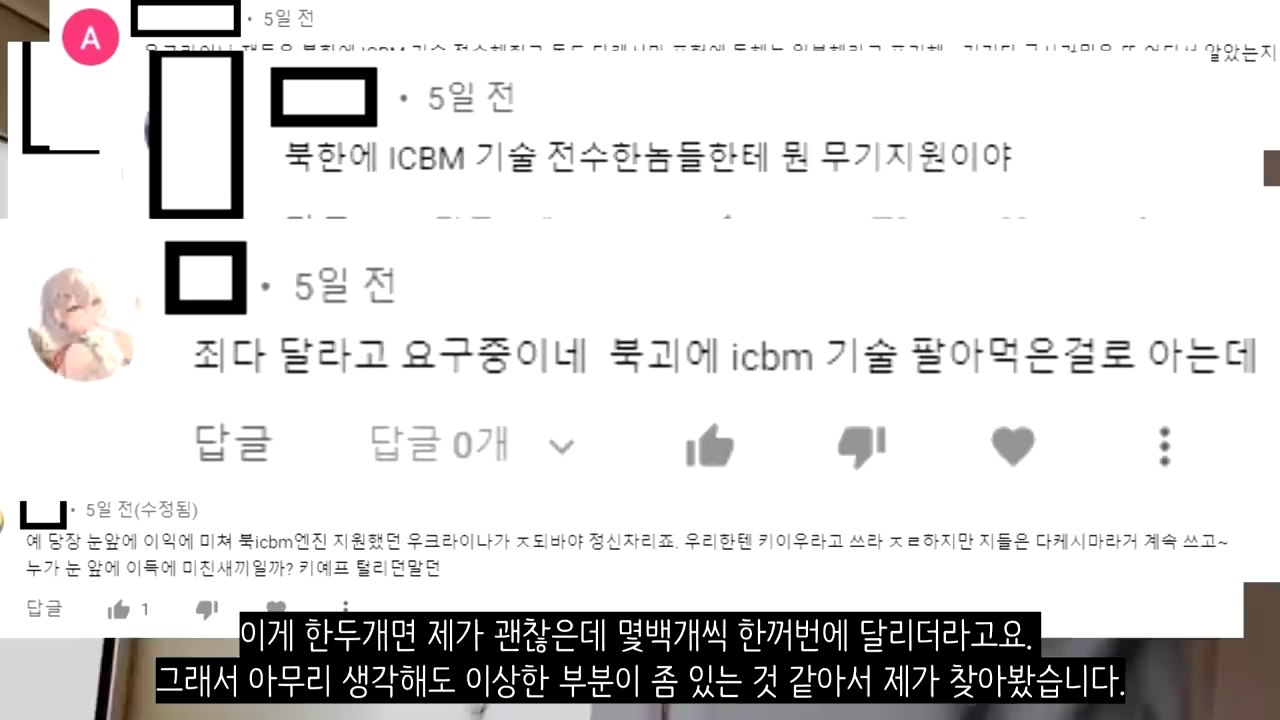 A
• 5일 전
알았는지
• 5일 전
북한에 ICBM 기술 전수한놈들한테 뭔 무기지원이야
• 5일 전
죄다 달라고 요구중이네 북괴에 icbm 기술 팔아먹은걸로 아는데
답글 답글 0개
• 5일 전(수정됨)
예 당장 눈앞에 이익에 미쳐 북icbm엔진 지원했던 우크라이나가 ㅈ되바야 정신차리죠. 우리한텐 키이우라고 쓰라 ㅈㄹ하지만 지들은 다케시마라거 계속 쓰고~
누가 눈 앞에 이득에 미친새끼일까? 키예프 털리던말던
답글 1
이게 한두개면 제가 괜찮은데 몇백개씩 한꺼번에 달리더라고요.
그래서 아무리 생각해도 이상한 부분이 좀 있는 것 같아서 제가 찾아봤습니다.